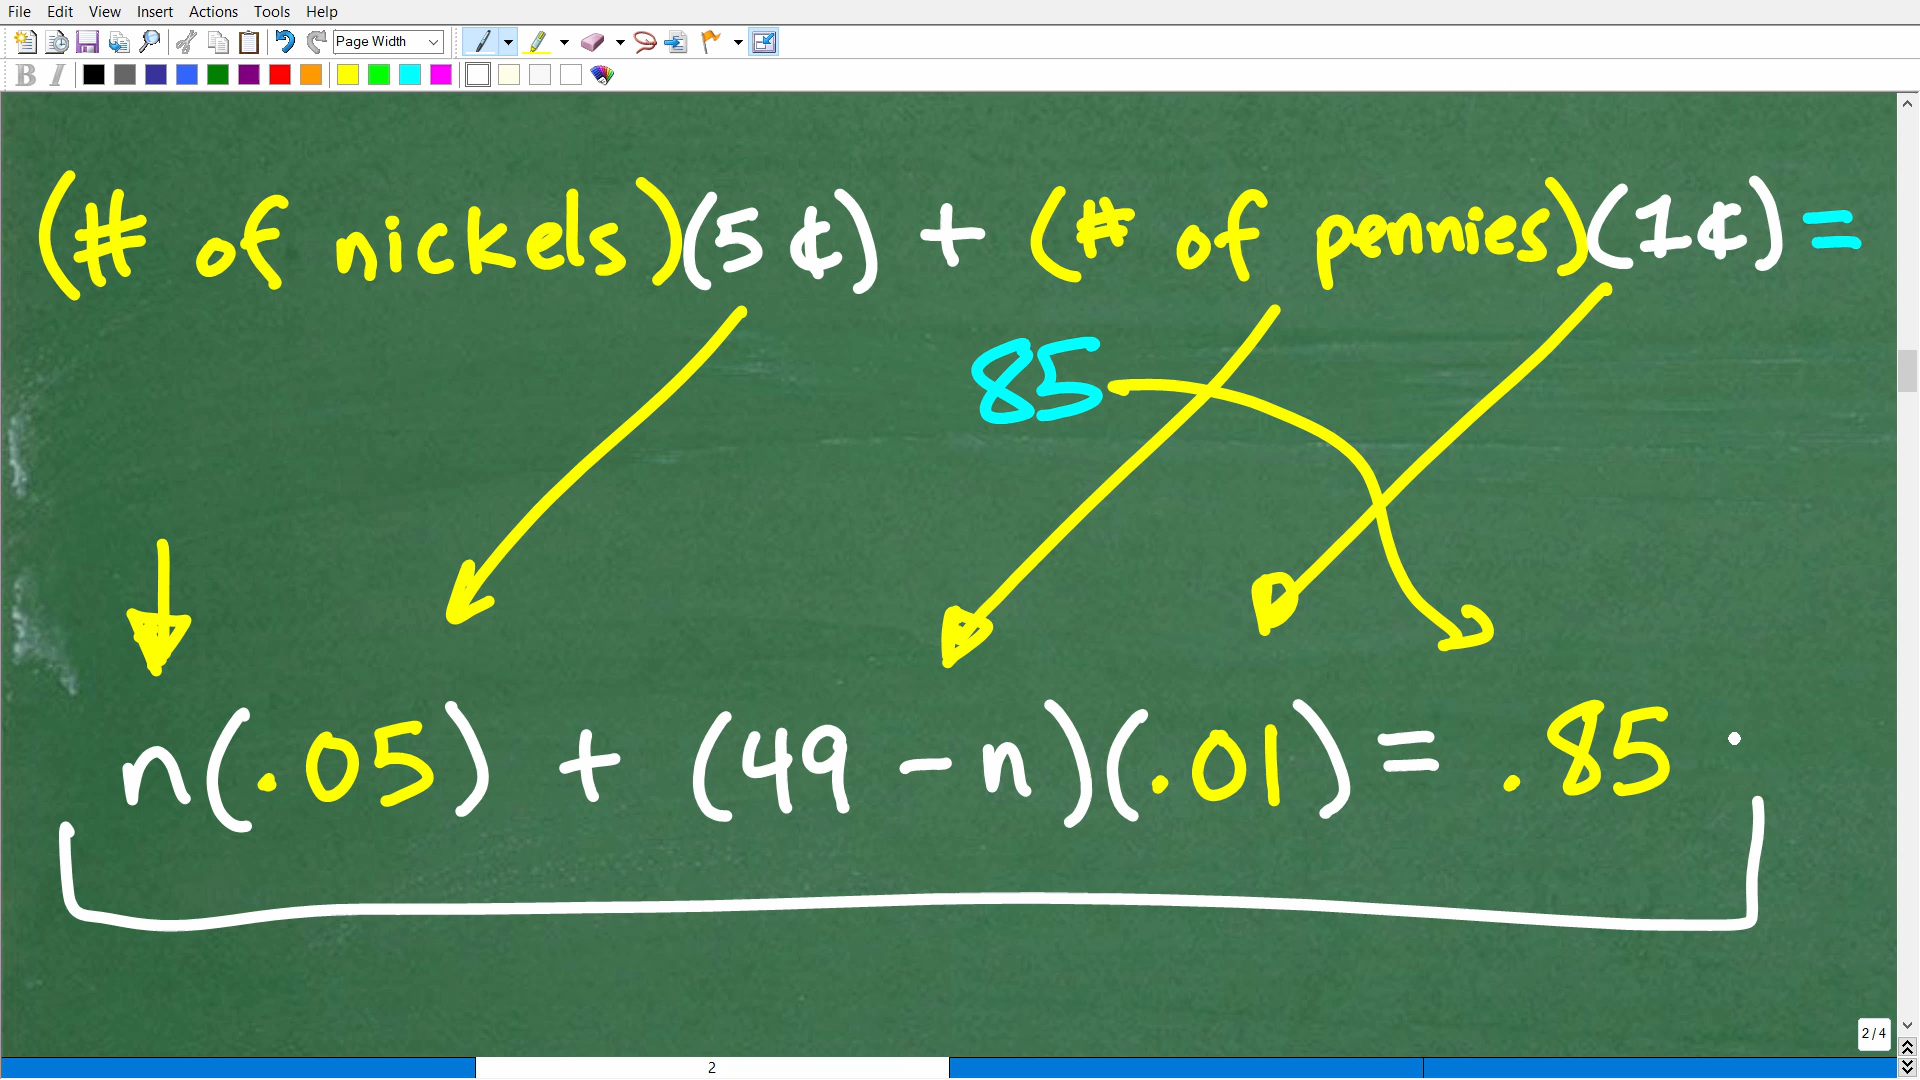 File Edit View Insert Actions Tools Help
Page Width
B I
(# of nickels)(5¢) + (# of pennies)(1¢) =
85
n(.05) + (49 - n)(.01) = .85
2 / 4
2